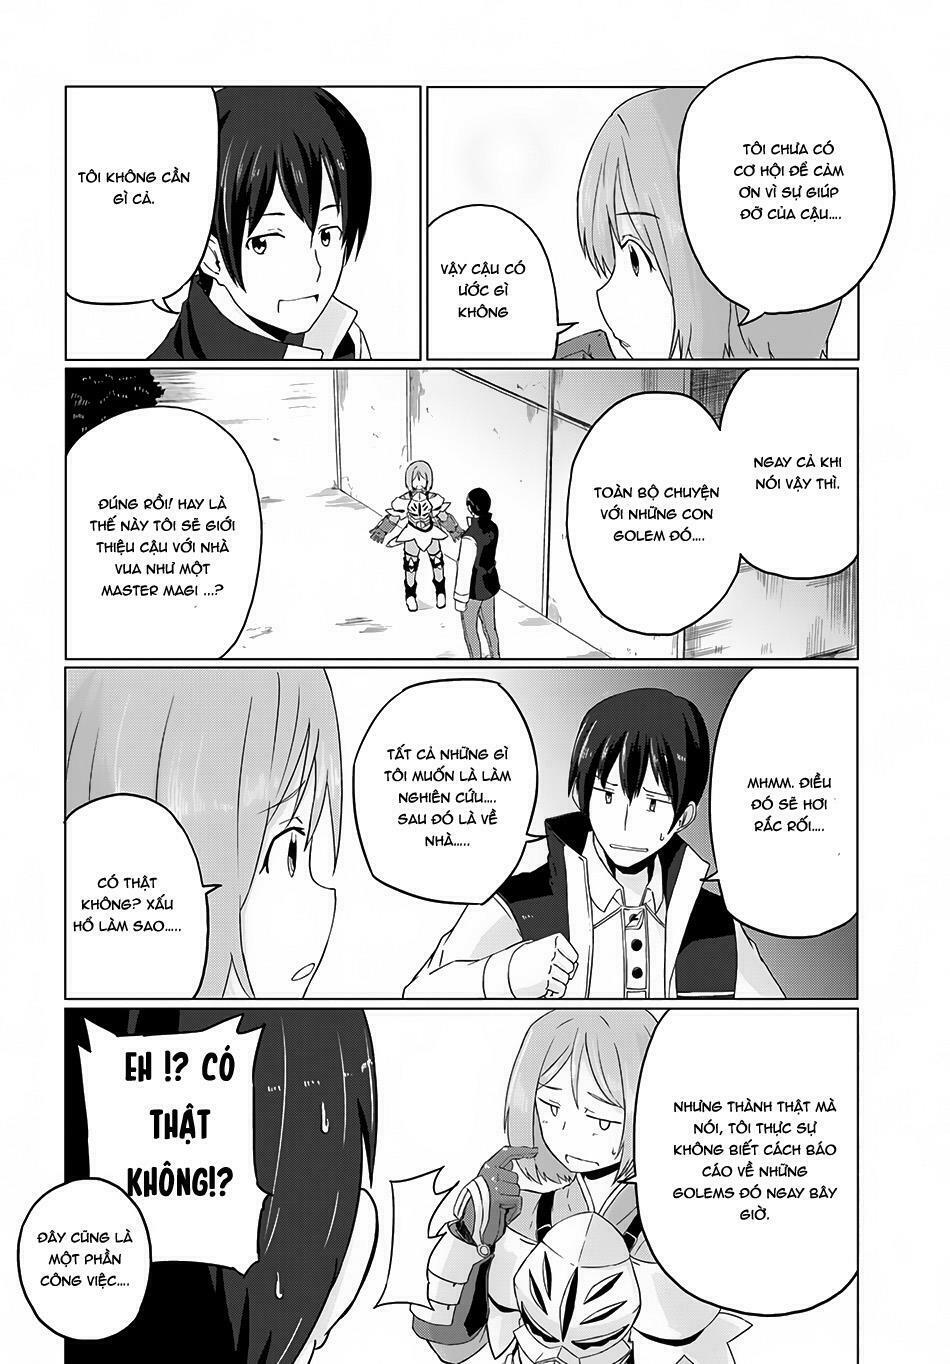 TÔI CHƯA CÓ
CƠ HỘI ĐỂ CẢM
ƠN VÌ SỰ GIÚP
ĐỠ CỦA CẬU....
VẬY CẬU CÓ
ƯỚC GÌ
KHÔNG
TÔI KHÔNG CẦN
GÌ CẢ.
NGAY CẢ KHI
NÓI VẬY THÌ.
TOÀN BỘ CHUYỆN
VỚI NHỮNG CON
GOLEM ĐÓ....
ĐÚNG RỒI! HAY LÀ
THẾ NÀY TÔI SẼ GIỚI
THIỆU CẬU VỚI NHÀ
VUA NHƯ MỘT
MASTER MAGI ...?
MHMM. ĐIỀU
ĐÓ SẼ HƠI
RẮC RỐI....
TẤT CẢ NHỮNG GÌ
TÔI MUỐN LÀ LÀM
NGHIÊN CỨU....
SAU ĐÓ LÀ VỀ
NHÀ.....
CÓ THẬT
KHÔNG? XẤU
HỔ LÀM SAO.....
NHƯNG THÀNH THẬT MÀ
NÓI, TÔI THỰC SỰ
KHÔNG BIẾT CÁCH BÁO
CÁO VỀ NHỮNG
GOLEMS ĐÓ NGAY BÂY
GIỜ.
EH !? CÓ
THẬT
KHÔNG!?
ĐÂY CŨNG LÀ
MỘT PHẦN
CÔNG VIỆC....